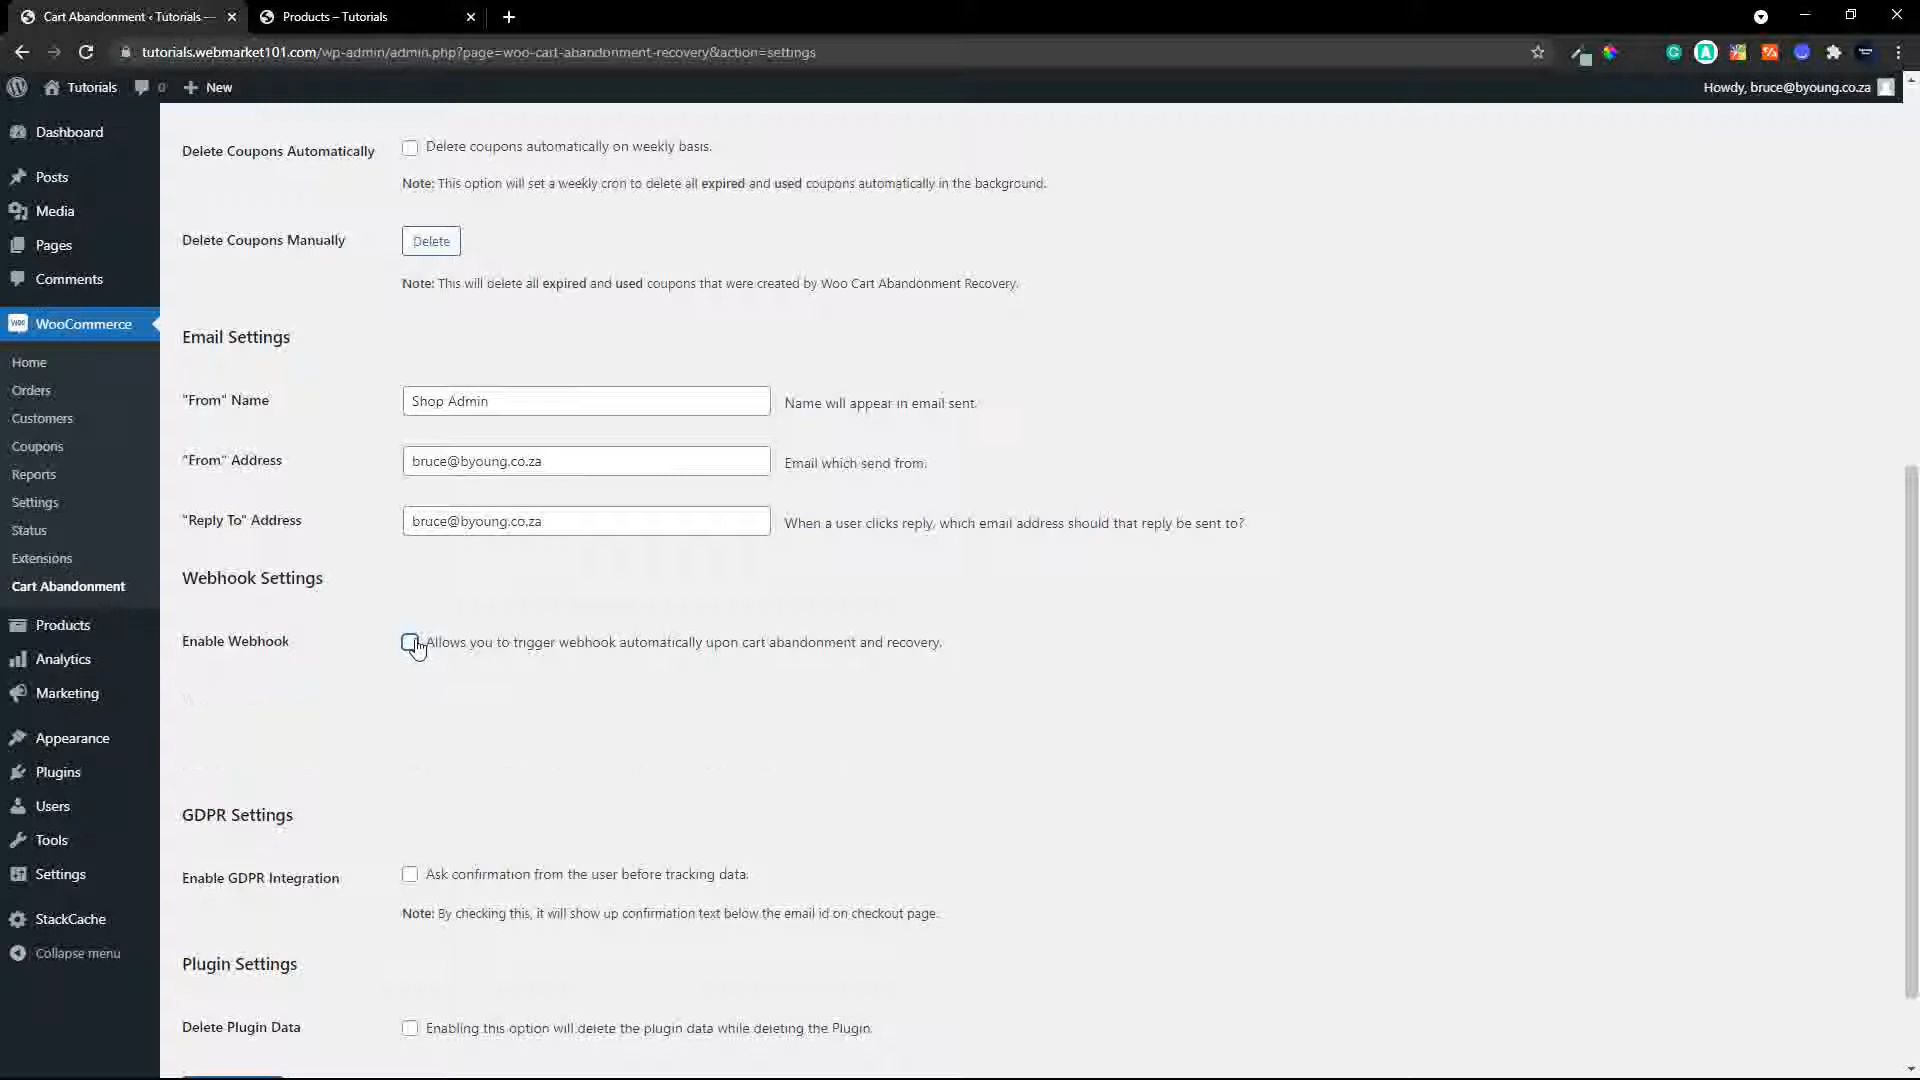 Cart Abandonment ‹ Tutorials —
Products – Tutorials
tutorials.webmarket101.com/wp-admin/admin.php?page=woo-cart-abandonment-recovery&action=settings
Tutorials
0
New
Howdy, bruce@byoung.co.za
Dashboard
Posts
Media
Pages
Comments
WooCommerce
Home
Orders
Customers
Coupons
Reports
Settings
Status
Extensions
Cart Abandonment
Products
Analytics
Marketing
Appearance
Plugins
Users
Tools
Settings
StackCache
Collapse menu
Delete Coupons Automatically
Delete coupons automatically on weekly basis.
Note: This option will set a weekly cron to delete all expired and used coupons automatically in the background.
Delete Coupons Manually
Delete
Note: This will delete all expired and used coupons that were created by Woo Cart Abandonment Recovery.
Email Settings
"From" Name
Shop Admin
Name will appear in email sent.
"From" Address
bruce@byoung.co.za
Email which send from.
"Reply To" Address
bruce@byoung.co.za
When a user clicks reply, which email address should that reply be sent to?
Webhook Settings
Enable Webhook
Allows you to trigger webhook automatically upon cart abandonment and recovery.
GDPR Settings
Enable GDPR Integration
Ask confirmation from the user before tracking data.
Note: By checking this, it will show up confirmation text below the email id on checkout page.
Plugin Settings
Delete Plugin Data
Enabling this option will delete the plugin data while deleting the Plugin.